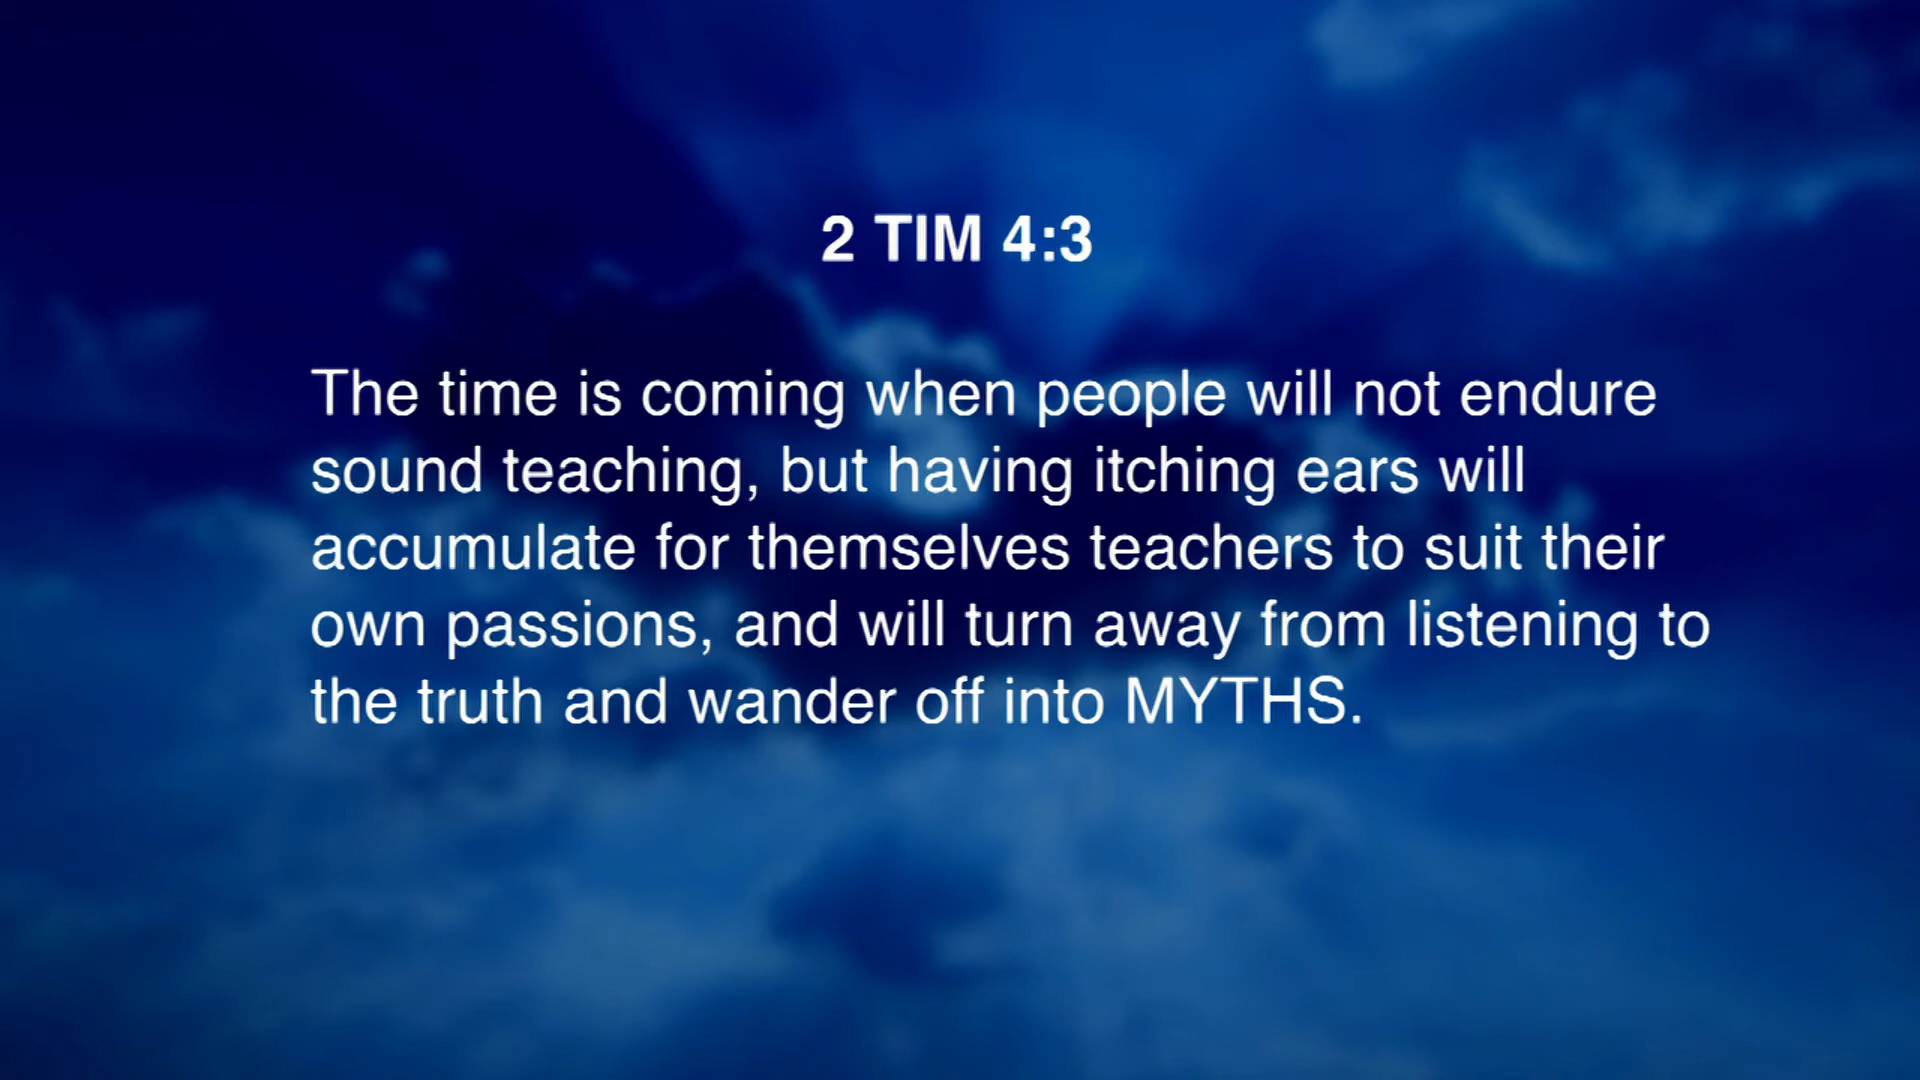 2 TIM 4:3
The time is coming when people will not endure
sound teaching, but having itching ears will
accumulate for themselves teachers to suit their
own passions, and will turn away from listening to
the truth and wander off into MYTHS.